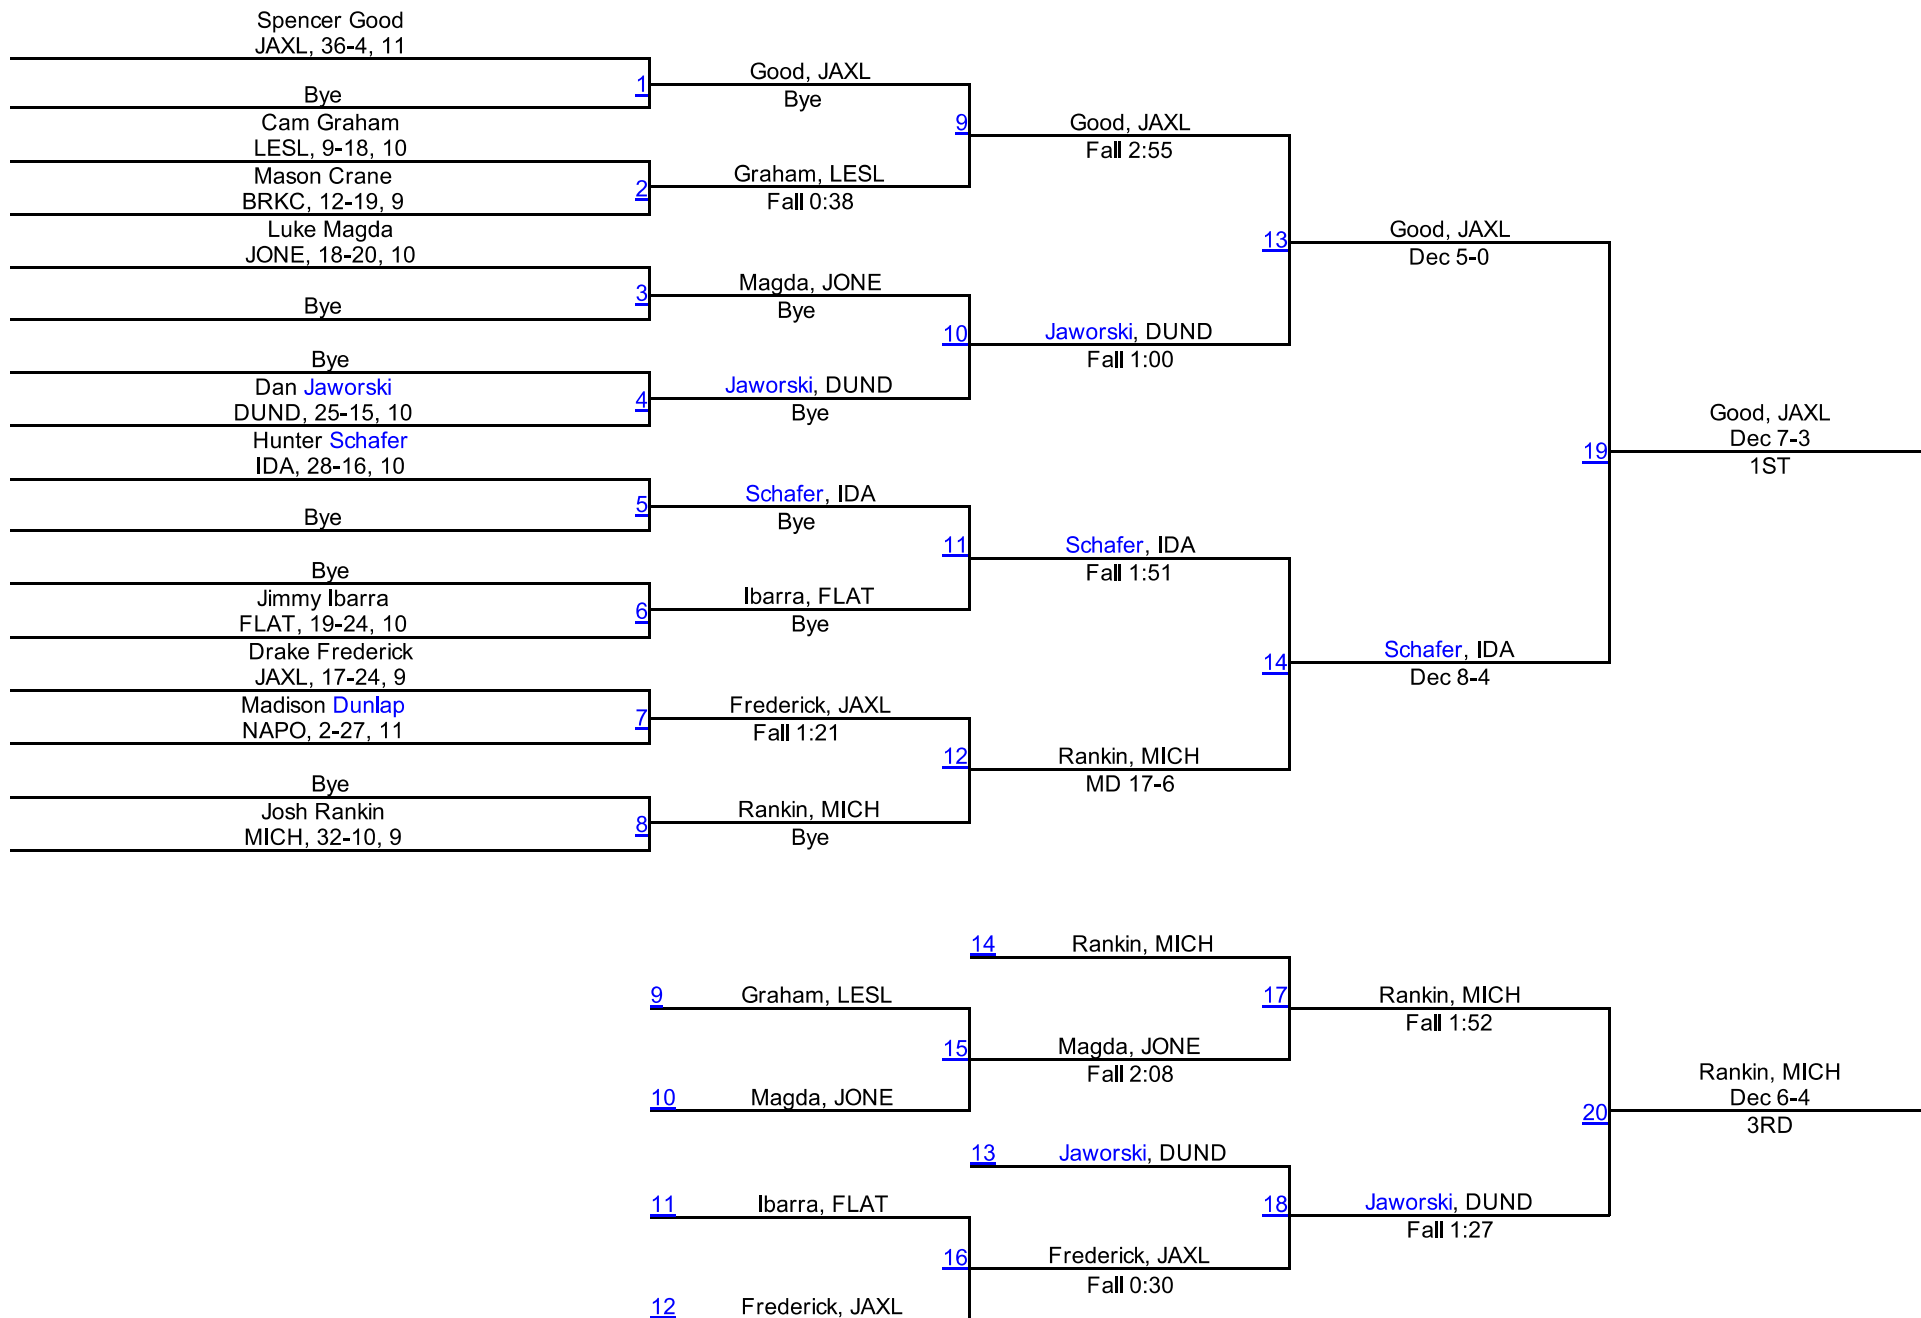 Spencer Good
JAXL, 36-4, 11
Bye
1
Good, JAXL
Bye
Cam Graham
LESL, 9-18, 10
Mason Crane
BRKC, 12-19, 9
2
Graham, LESL
Fall 0:38
9
Good, JAXL
Fall 2:55
Luke Magda
JONE, 18-20, 10
Bye
3
Magda, JONE
Bye
Bye
Dan Jaworski
DUND, 25-15, 10
4
Jaworski, DUND
Bye
10
Jaworski, DUND
Fall 1:00
13
Good, JAXL
Dec 5-0
Hunter Schafer
IDA, 28-16, 10
Bye
5
Schafer, IDA
Bye
Bye
Jimmy Ibarra
FLAT, 19-24, 10
6
Ibarra, FLAT
Bye
11
Schafer, IDA
Fall 1:51
Drake Frederick
JAXL, 17-24, 9
Madison Dunlap
NAPO, 2-27, 11
7
Frederick, JAXL
Fall 1:21
Bye
Josh Rankin
MICH, 32-10, 9
8
Rankin, MICH
Bye
12
Rankin, MICH
MD 17-6
14
Schafer, IDA
Dec 8-4
19
Good, JAXL
Dec 7-3
1ST
14
Rankin, MICH
9
Graham, LESL
10
Magda, JONE
15
Magda, JONE
Fall 2:08
17
Rankin, MICH
Fall 1:52
13
Jaworski, DUND
11
Ibarra, FLAT
12
Frederick, JAXL
16
Frederick, JAXL
Fall 0:30
18
Jaworski, DUND
Fall 1:27
20
Rankin, MICH
Dec 6-4
3RD